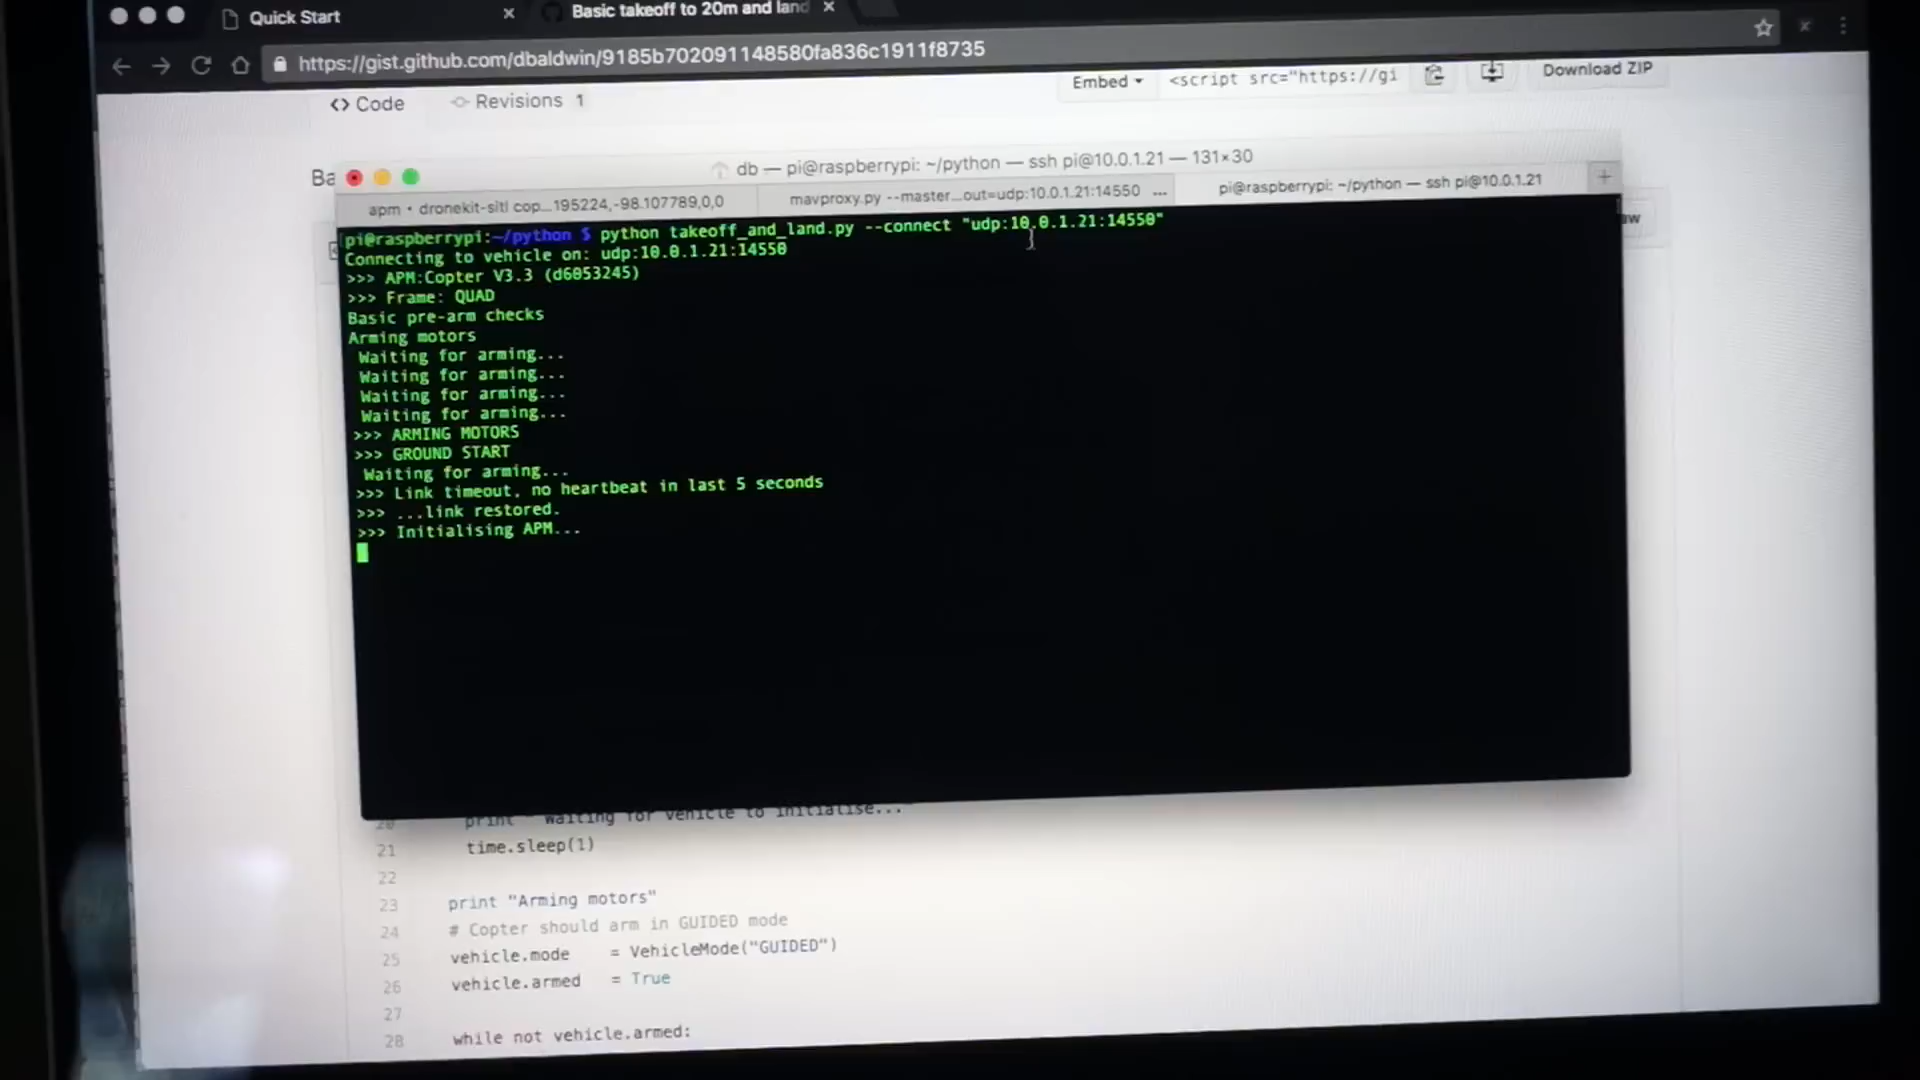 Quick Start
Basic takeoff to 20m and land
https://gist.github.com/dbaldwin/9185b702091148580fa836c1911f8735
<> Code
Revisions 1
Embed
<script src="https://gi
Download ZIP
Ba
db — pi@raspberrypi: ~/python — ssh pi@10.0.1.21 — 131×30
apm • dronekit-sitl cop...195224,-98.107789,0,0
mavproxy.py --master...out=udp:10.0.1.21:14550 ...
pi@raspberrypi: ~/python — ssh pi@10.0.1.21
pi@raspberrypi:~/python $ python takeoff_and_land.py --connect "udp:10.0.1.21:14550"
Connecting to vehicle on: udp:10.0.1.21:14550
>>> APM:Copter V3.3 (d6053245)
>>> Frame: QUAD
Basic pre-arm checks
Arming motors
Waiting for arming...
Waiting for arming...
Waiting for arming...
Waiting for arming...
>>> ARMING MOTORS
>>> GROUND START
Waiting for arming...
>>> Link timeout, no heartbeat in last 5 seconds
>>> ...link restored.
>>> Initialising APM...
20 print " Waiting for vehicle to initialise..."
21 time.sleep(1)
22
23 print "Arming motors"
24 # Copter should arm in GUIDED mode
25 vehicle.mode = VehicleMode("GUIDED")
26 vehicle.armed = True
27
28 while not vehicle.armed: